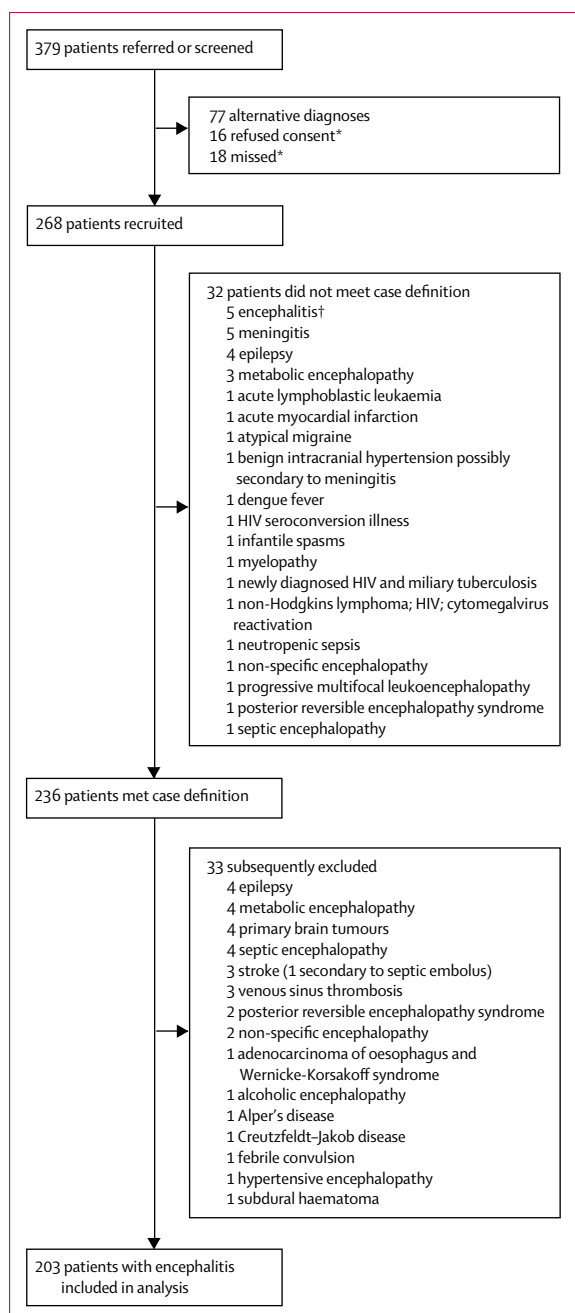 379 patients referred or screened
77 alternative diagnoses
16 refused consent*
18 missed*
268 patients recruited
32 patients did not meet case definition
5 encephalitis†
5 meningitis
4 epilepsy
3 metabolic encephalopathy
1 acute lymphoblastic leukaemia
1 acute myocardial infarction
1 atypical migraine
1 benign intracranial hypertension possibly
secondary to meningitis
1 dengue fever
1 HIV seroconversion illness
1 infantile spasms
1 myelopathy
1 newly diagnosed HIV and miliary tuberculosis
1 non-Hodgkins lymphoma; HIV; cytomegalvirus
reactivation
1 neutropenic sepsis
1 non-specific encephalopathy
1 progressive multifocal leukoencephalopathy
1 posterior reversible encephalopathy syndrome
1 septic encephalopathy
236 patients met case definition
33 subsequently excluded
4 epilepsy
4 metabolic encephalopathy
4 primary brain tumours
4 septic encephalopathy
3 stroke (1 secondary to septic embolus)
3 venous sinus thrombosis
2 posterior reversible encephalopathy syndrome
2 non-specific encephalopathy
1 adenocarcinoma of oesophagus and
Wernicke-Korsakoff syndrome
1 alcoholic encephalopathy
1 Alper's disease
1 Creutzfeldt–Jakob disease
1 febrile convulsion
1 hypertensive encephalopathy
1 subdural haematoma
203 patients with encephalitis
included in analysis